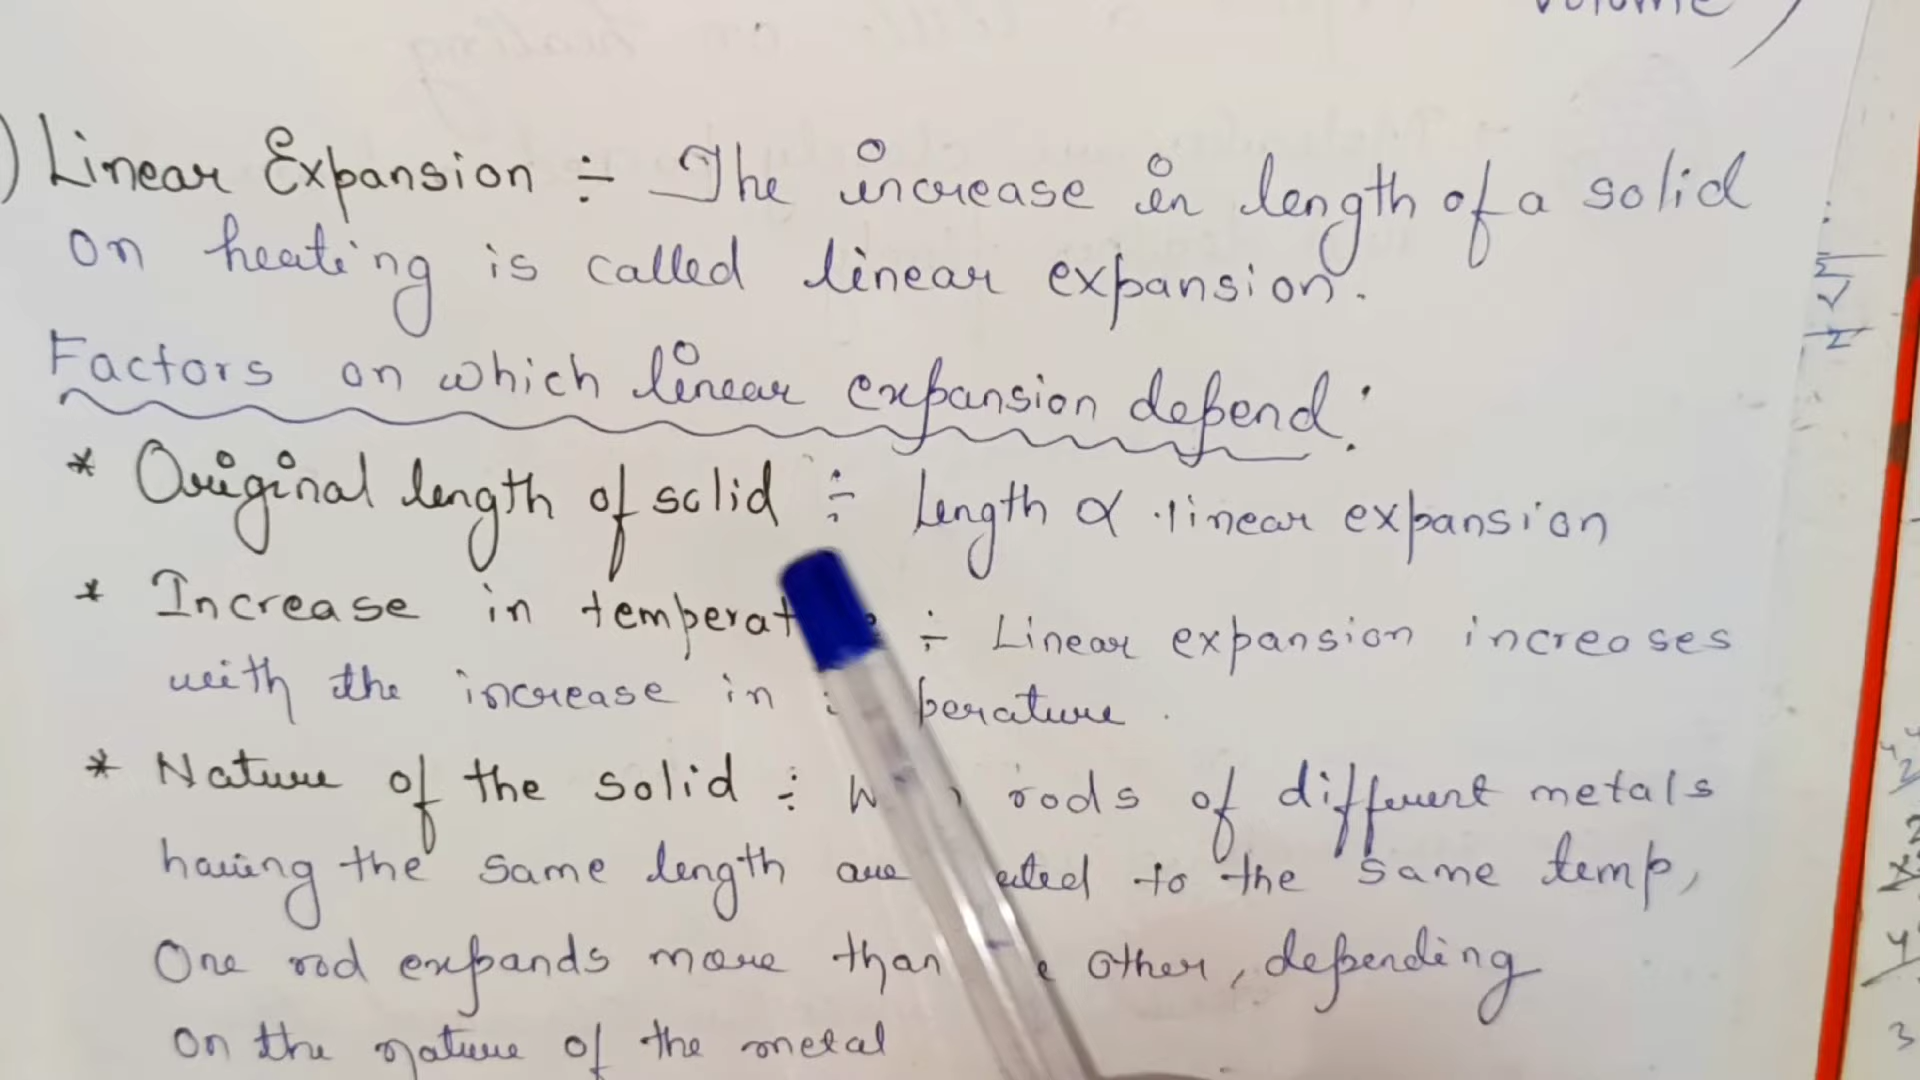 volume)
) Linear Expansion ÷ The increase in length of a solid
on heating is called linear expansion.
Factors on which linear expansion depend:
* Original length of solid ÷ Length ∝ linear expansion
* Increase in temperat ÷ Linear expansion increases
with the increase in perature.
* Nature of the solid ÷ rods of different metals
having the same length are ated to the same temp,
One rod expands more than other, depending
on the nature of the metal